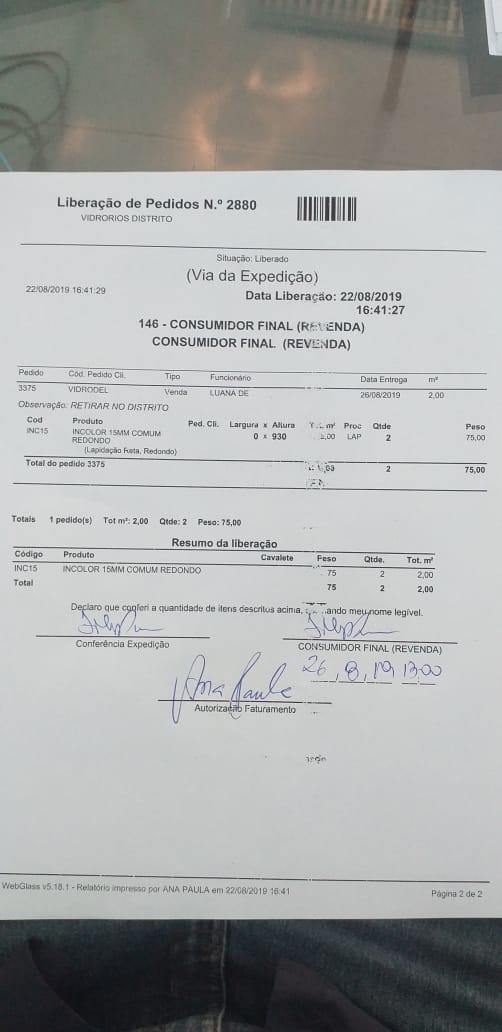 Liberação de Pedidos N.º 2880
VIDRORIOS DISTRITO
Situação: Liberado
(Via da Expedição)
22/08/2019 16:41:29
Data Liberação: 22/08/2019
16:41:27
146 - CONSUMIDOR FINAL (REVENDA)
CONSUMIDOR FINAL (REVENDA)
Pedido Cód. Pedido Cli. Tipo Funcionário Data Entrega m²
3375 VIDRODEL Venda LUANA DE 26/08/2019 2,00
Observação: RETIRAR NO DISTRITO
Cod Produto Ped. Cli. Largura x Altura m² Proc Qtde Peso
INC15 INCOLOR 15MM COMUM 0 x 930 LAP 2 75,00
REDONDO
(Lapidação Reta, Redondo)
Total do pedido 3375 2 75,00
Totais 1 pedido(s) Tot m²: 2,00 Qtde: 2 Peso: 75,00
Resumo da liberação
Código Produto Cavalete Peso Qtde. Tot. m²
INC15 INCOLOR 15MM COMUM REDONDO 75 2 2,00
Total 75 2 2,00
Declaro que conferi a quantidade de itens descritos acima, ando meu nome legível.
Conferência Expedição
CONSUMIDOR FINAL (REVENDA)
26, 8, 19 13:00
Ana Paula
Autorização Faturamento
WebGlass v5.18.1 - Relatório impresso por ANA PAULA em 22/08/2019 16:41
Página 2 de 2